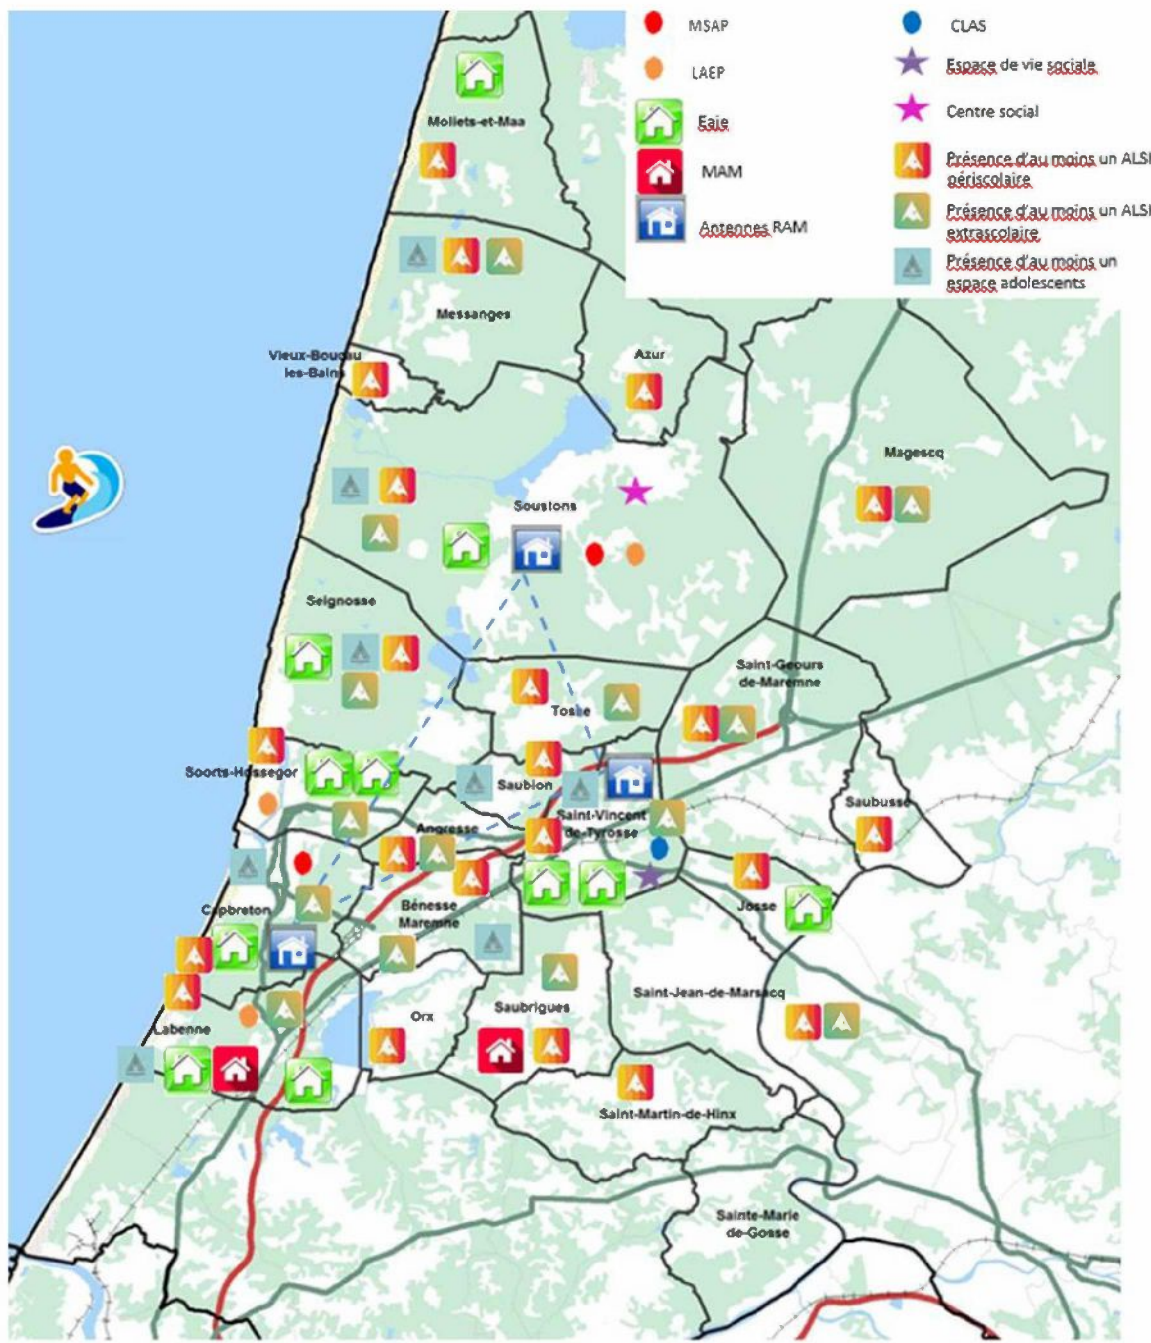 MSAP
LAEP
Eaje
MAM
Antennes RAM
CLAS
Espace de vie sociale
Centre social
Présence d'au moins un ALSH
périscolaire
Présence d'au moins un ALSH
extrascolaire
Présence d'au moins un
espace adolescents
Moliets-et-Maa
Messanges
Vieux-Boucau
les-Bains
Azur
Magescq
Soustons
Seignosse
Saint-Geours
de-Maremne
Tosse
Soorts-Hossegor
Saubion
Saubusse
Angresse
Saint-Vincent
de-Tyrosse
Capbreton
Bénesse
Maremne
Josse
Saint-Jean-de-Marsacq
Labenne
Orx
Saubrigues
Saint-Martin-de-Hinx
Sainte-Marie
de-Gosse